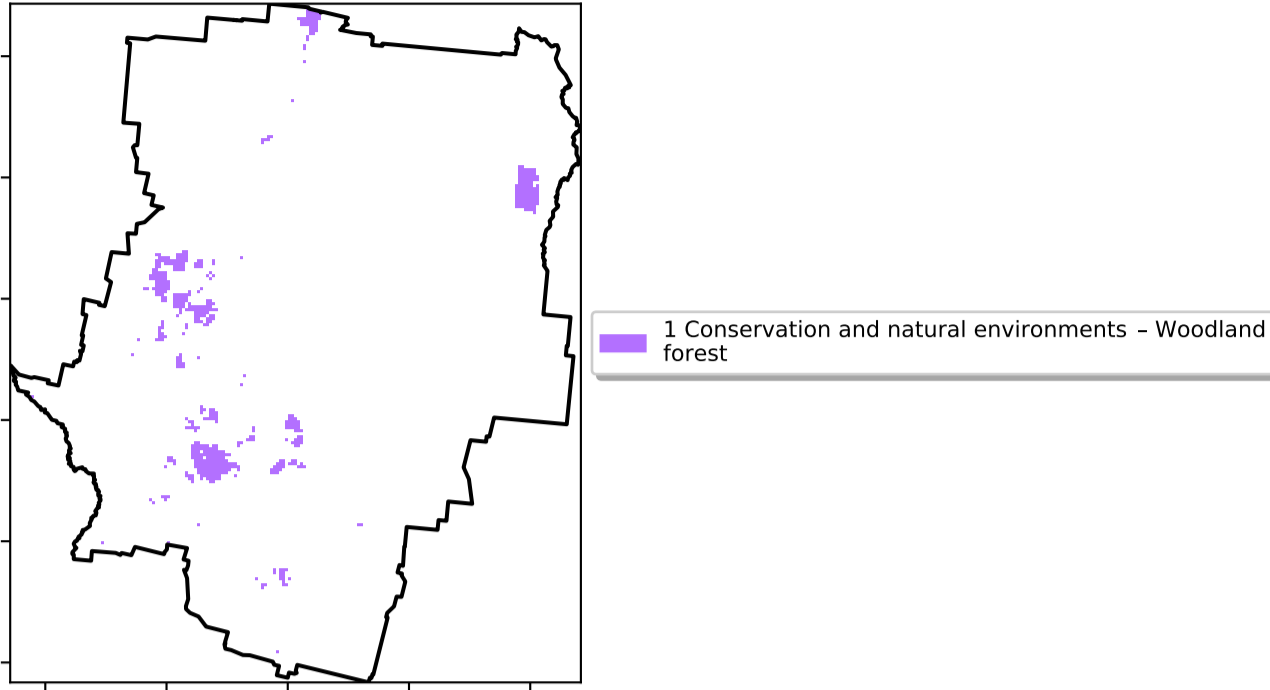 1 Conservation and natural environments – Woodland
forest